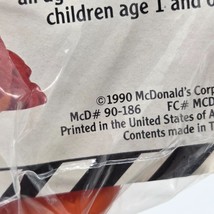 children age 1 and
©1990 McDonald's Corp
McD# 90-186 FC# MCD
Printed in the United States of A
Contents made in T